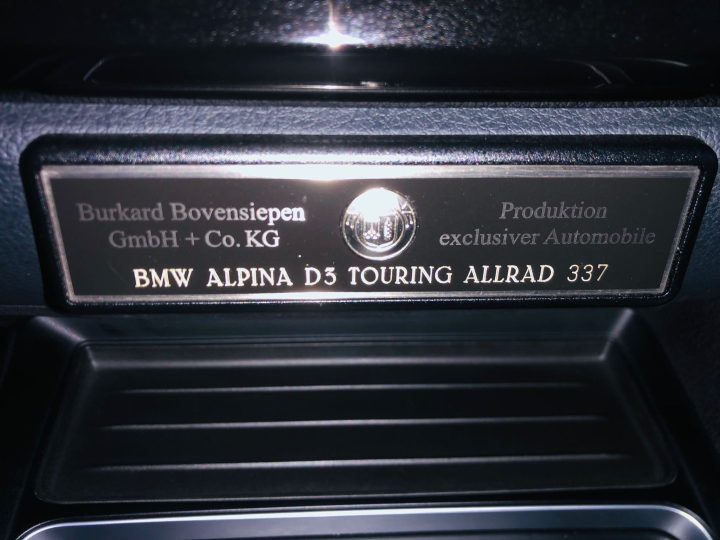 Burkard Bovensiepen
GmbH + Co. KG
Produktion
exclusiver Automobile
BMW ALPINA D3 TOURING ALLRAD 337